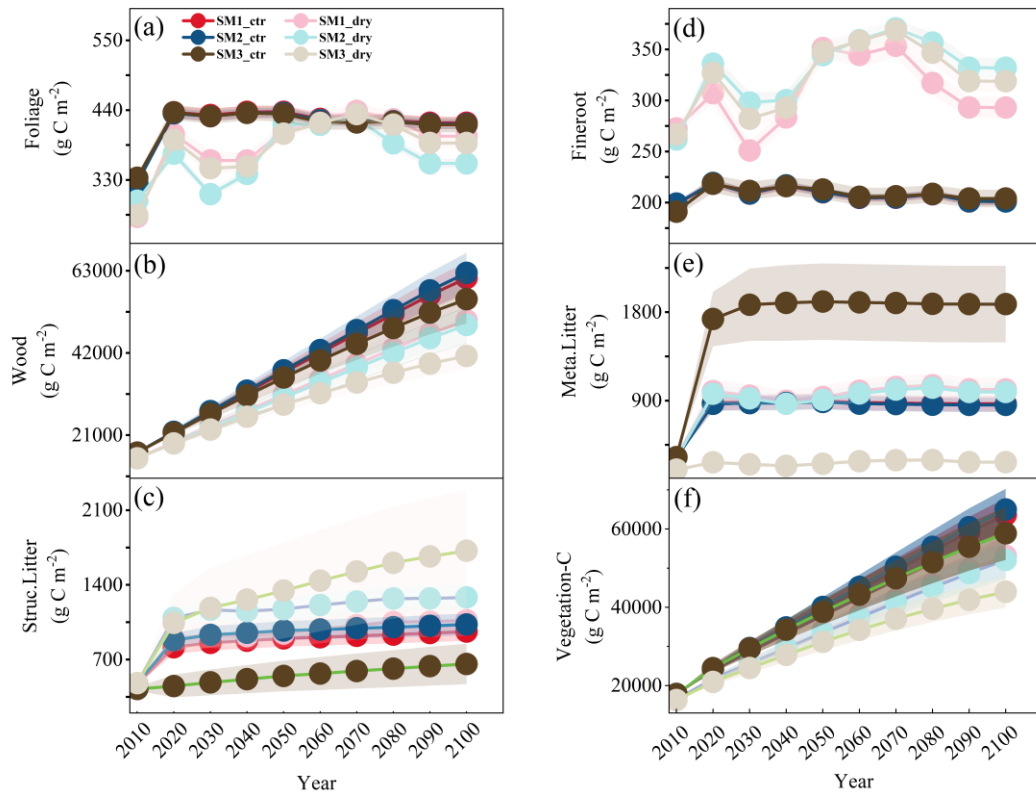 (a)
SM1_ctr SM1_dry
SM2_ctr SM2_dry
SM3_ctr SM3_dry
550
440
330
Foliage
(g C m-2)
(b)
63000
42000
21000
Wood
(g C m-2)
(c)
2100
1400
700
Struc.Litter
(g C m-2)
2010 2020 2030 2040 2050 2060 2070 2080 2090 2100
Year
(d)
350
300
250
200
Fineroot
(g C m-2)
(e)
1800
900
Meta.Litter
(g C m-2)
(f)
60000
40000
20000
Vegetation-C
(g C m-2)
2010 2020 2030 2040 2050 2060 2070 2080 2090 2100
Year